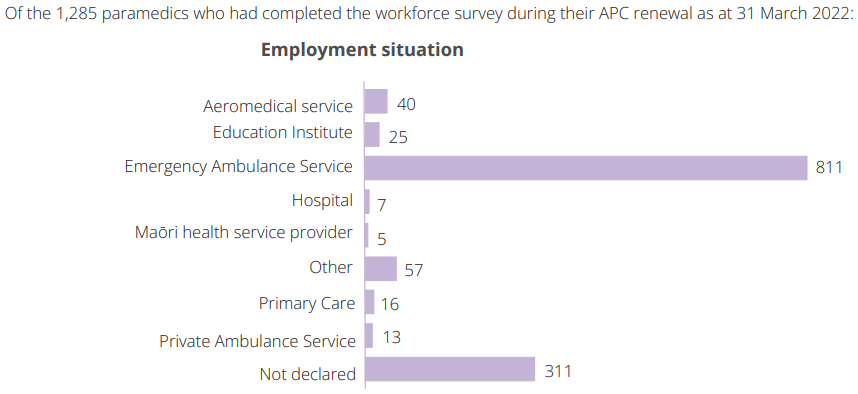 Of the 1,285 paramedics who had completed the workforce survey during their APC renewal as at 31 March 2022:
Employment situation
Aeromedical service 40
Education Institute 25
Emergency Ambulance Service 811
Hospital 7
Maōri health service provider 5
Other 57
Primary Care 16
Private Ambulance Service 13
Not declared 311